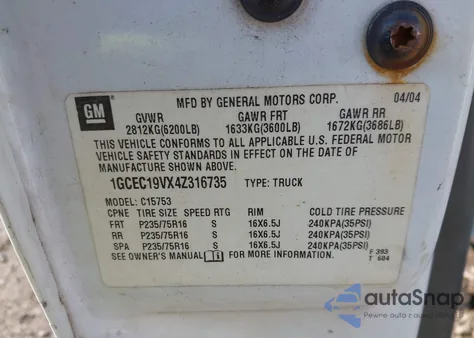 GM
MFD BY GENERAL MOTORS CORP. 04/04
GVWR GAWR FRT GAWR RR
2812KG(6200LB) 1633KG(3600LB) 1672KG(3686LB)
THIS VEHICLE CONFORMS TO ALL APPLICABLE U.S. FEDERAL MOTOR
VEHICLE SAFETY STANDARDS IN EFFECT ON THE DATE OF
MANUFACTURE SHOWN ABOVE.
1GCEC19VX4Z316735 TYPE: TRUCK
MODEL: C15753
CPNE TIRE SIZE SPEED RTG RIM COLD TIRE PRESSURE
FRT P235/75R16 S 16X6.5J 240KPA(35PSI)
RR P235/75R16 S 16X6.5J 240KPA(35PSI)
SPA P235/75R16 S 16X6.5J 240KPA(35PSI)
SEE OWNER'S MANUAL FOR MORE INFORMATION.
F 393
T 604
autoSnap
Pewne auto z USA